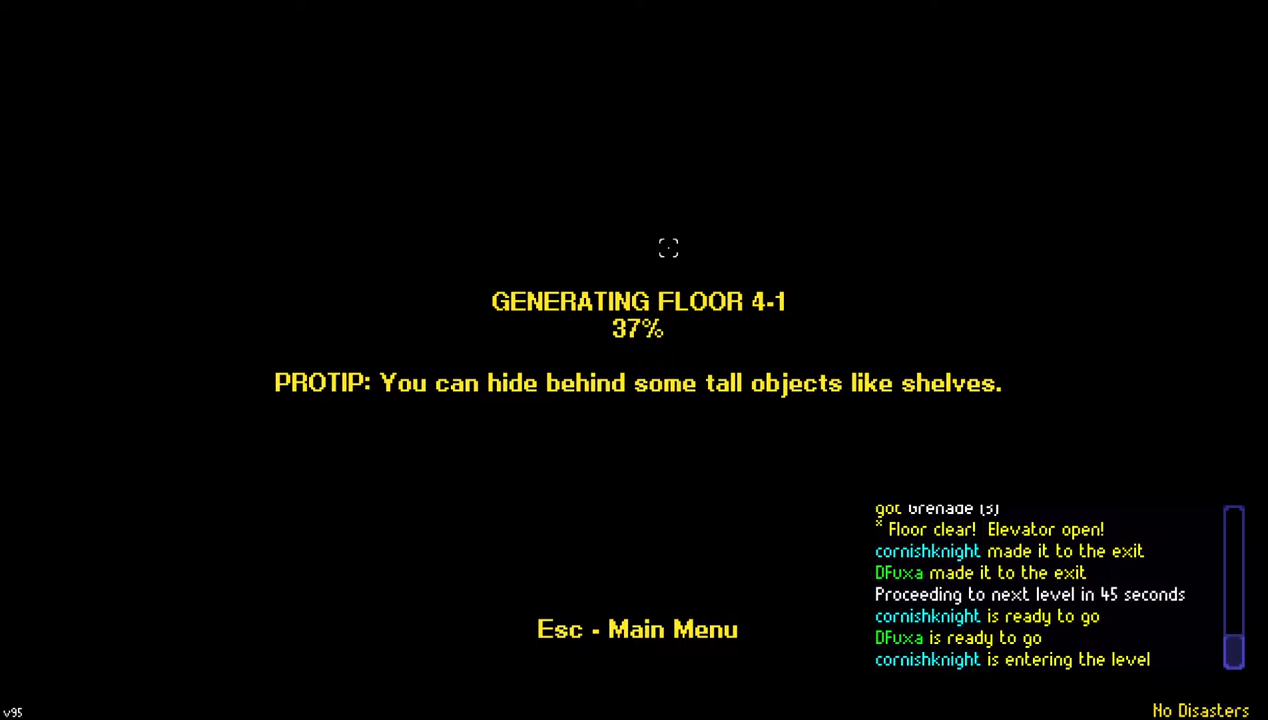 GENERATING FLOOR 4-1
37%
PROTIP: You can hide behind some tall objects like shelves.
got Grenade (3)
* Floor clear! Elevator open!
cornishknight made it to the exit
DFuxa made it to the exit
Proceeding to next level in 45 seconds
cornishknight is ready to go
DFuxa is ready to go
cornishknight is entering the level
Esc - Main Menu
v95
No Disasters